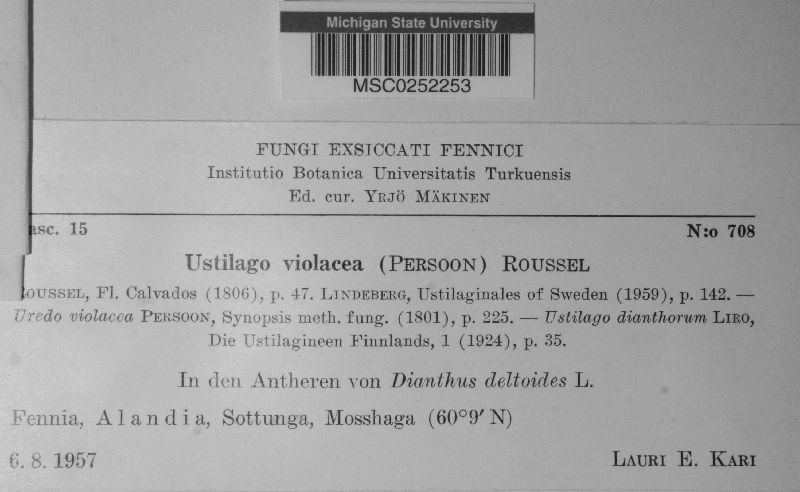 Michigan State University
MSC0252253
FUNGI EXSICCATI FENNICI
Institutio Botanica Universitatis Turkuensis
Ed. cur. YRJÖ MÄKINEN
asc. 15 N:o 708
Ustilago violacea (PERSOON) ROUSSEL
ROUSSEL, Fl. Calvados (1806), p. 47. LINDEBERG, Ustilaginales of Sweden (1959), p. 142. —
Uredo violacea PERSOON, Synopsis meth. fung. (1801), p. 225. — Ustilago dianthorum LIRO,
Die Ustilagineen Finnlands, 1 (1924), p. 35.
In den Antheren von Dianthus deltoides L.
Fennia, Alandia, Sottunga, Mosshaga (60°9′ N)
6. 8. 1957 LAURI E. KARI